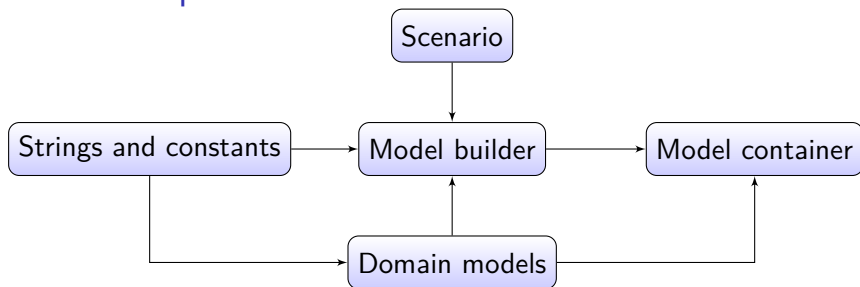 Scenario
Strings and constants
Model builder
Model container
Domain models